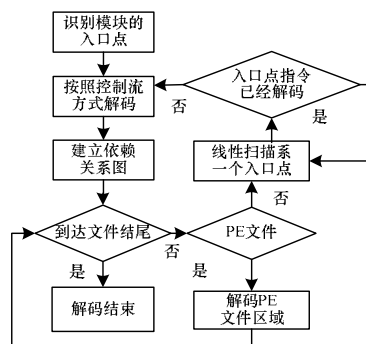 识别模块的
入口点
按照控制流
方式解码
建立依赖
关系图
到达文件结尾
是
否
解码结束
入口点指令
已经解码
否
是
线性扫描系
一个入口点
否
PE文件
是
解码PE
文件区域